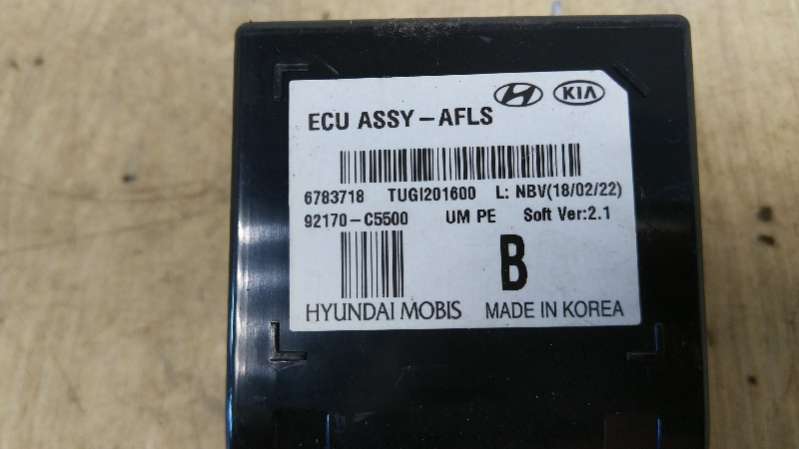 KIA
ECU ASSY-AFLS
6783718 TUGI201600 L: NBV(18/02/22)
92170-C5500 UM PE Soft Ver:2.1
B
HYUNDAI MOBIS MADE IN KOREA